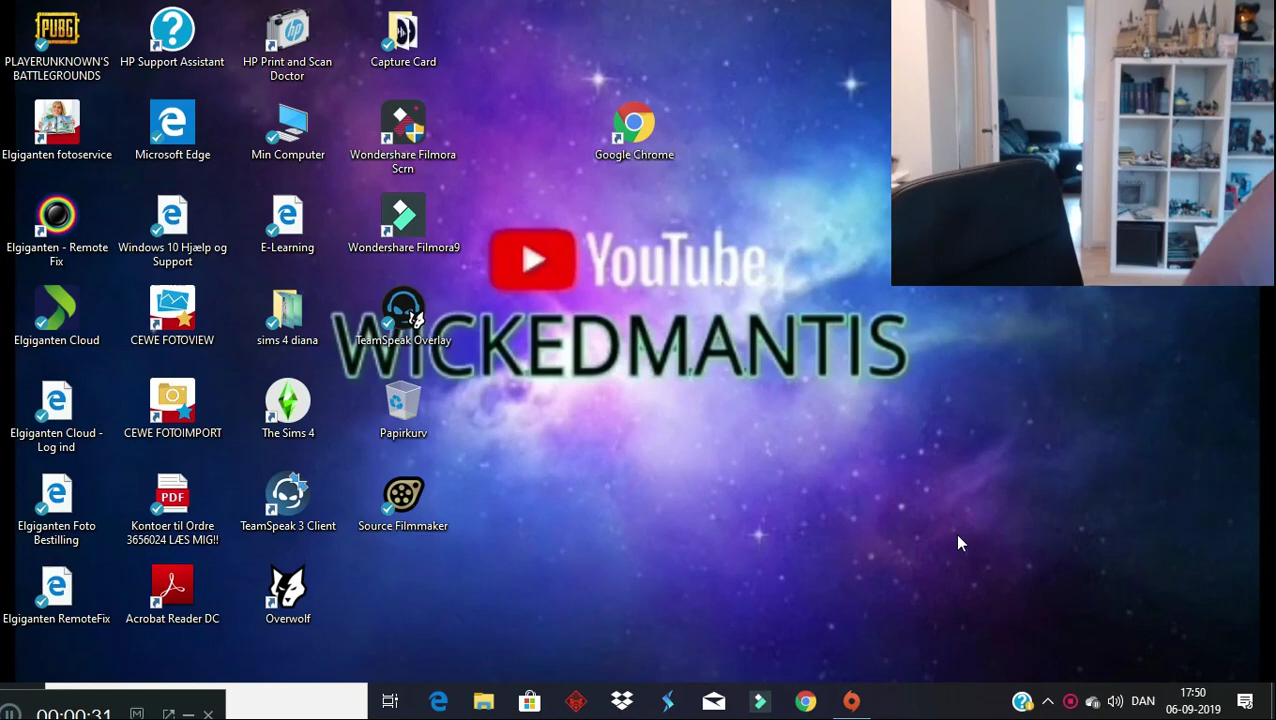 PUBG
PLAYERUNKNOWN'S
BATTLEGROUNDS
HP Support Assistant
HP Print and Scan
Doctor
Capture Card
Elgiganten fotoservice
Microsoft Edge
Min Computer
Wondershare Filmora
Scrn
Google Chrome
Elgiganten - Remote
Fix
Windows 10 Hjælp og
Support
E-Learning
Wondershare Filmora9
YouTube
Elgiganten Cloud
CEWE FOTOVIEW
sims 4 diana
TeamSpeak Overlay
WICKEDMANTIS
Elgiganten Cloud -
Log ind
CEWE FOTOIMPORT
The Sims 4
Papirkurv
Elgiganten Foto
Bestilling
PDF
Kontoer til Ordre
3656024 LÆS MIG!!
TeamSpeak 3 Client
Source Filmmaker
Elgiganten RemoteFix
Acrobat Reader DC
Overwolf
00:00:31
DAN
17:50
06-09-2019